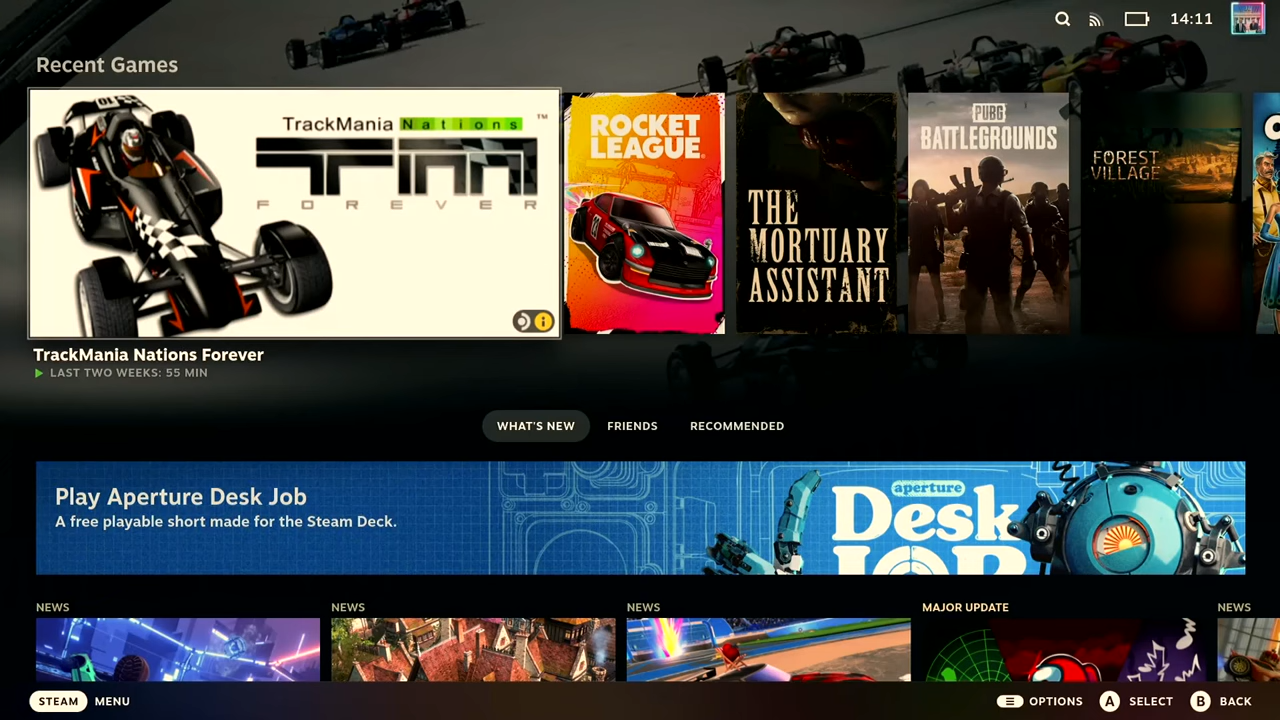 14:11
Recent Games
TrackMania Nations ™
FOREVER
ROCKET
LEAGUE
THE
MORTUARY
ASSISTANT
PUBG
BATTLEGROUNDS
FOREST
VILLAGE
TrackMania Nations Forever
LAST TWO WEEKS: 55 MIN
WHAT'S NEW
FRIENDS
RECOMMENDED
Play Aperture Desk Job
A free playable short made for the Steam Deck.
aperture
Desk
JOB
NEWS
NEWS
NEWS
MAJOR UPDATE
NEWS
STEAM MENU
OPTIONS
A SELECT
B BACK